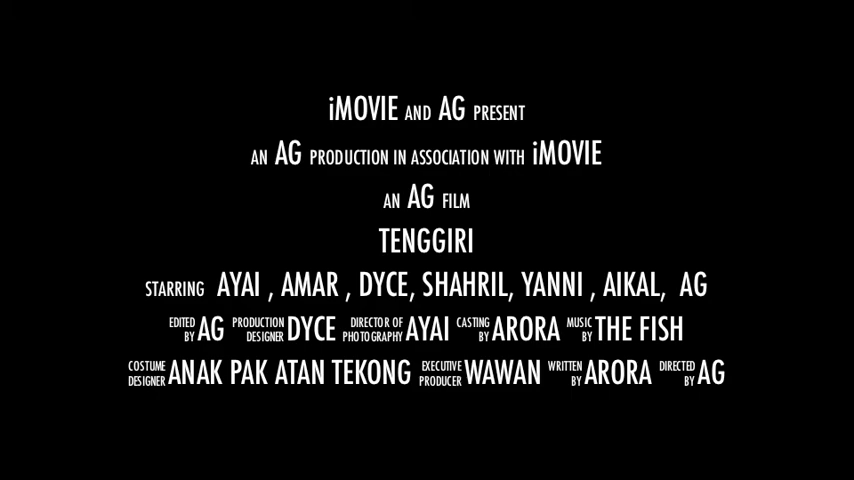 iMOVIE AND AG PRESENT
AN AG PRODUCTION IN ASSOCIATION WITH iMOVIE
AN AG FILM
TENGGIRI
STARRING AYAI , AMAR , DYCE, SHAHRIL, YANNI , AIKAL, AG
EDITED BY AG PRODUCTION DESIGNER DYCE DIRECTOR OF PHOTOGRAPHY AYAI CASTING BY ARORA MUSIC BY THE FISH
COSTUME DESIGNER ANAK PAK ATAN TEKONG EXECUTIVE PRODUCER WAWAN WRITTEN BY ARORA DIRECTED BY AG